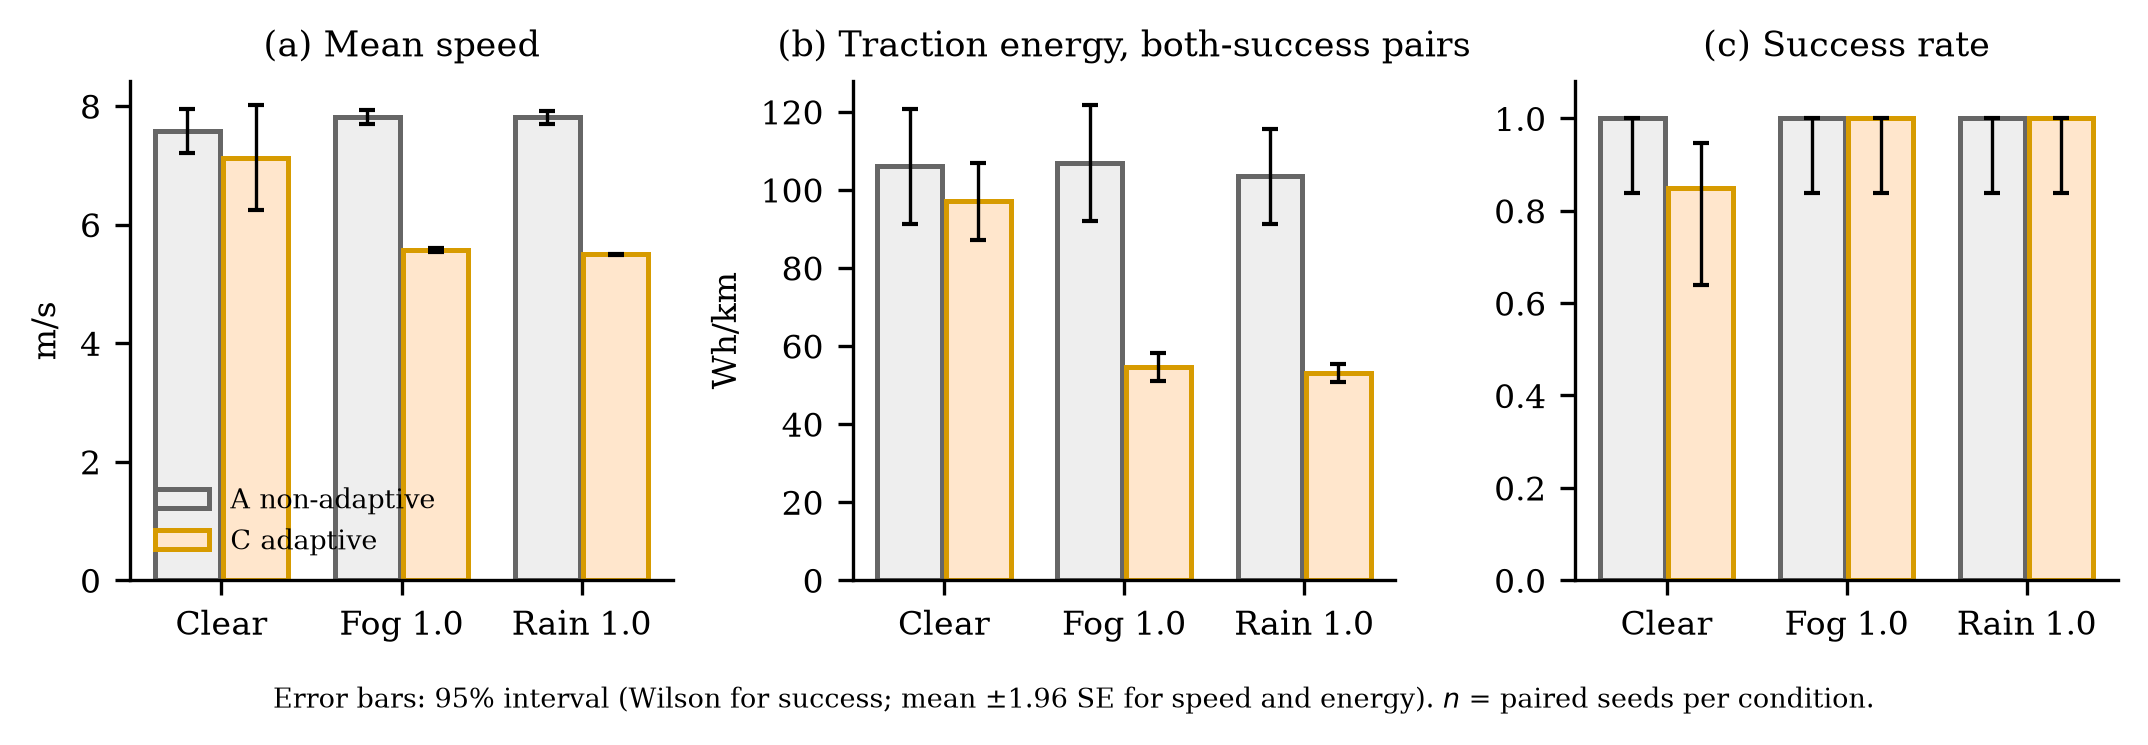 (a) Mean speed
(b) Traction energy, both-success pairs
(c) Success rate
m/s
8
6
4
2
0
A non-adaptive
C adaptive
Clear
Fog 1.0
Rain 1.0
Wh/km
120
100
80
60
40
20
0
Clear
Fog 1.0
Rain 1.0
1.0
0.8
0.6
0.4
0.2
0.0
Clear
Fog 1.0
Rain 1.0
Error bars: 95% interval (Wilson for success; mean ±1.96 SE for speed and energy). n = paired seeds per condition.